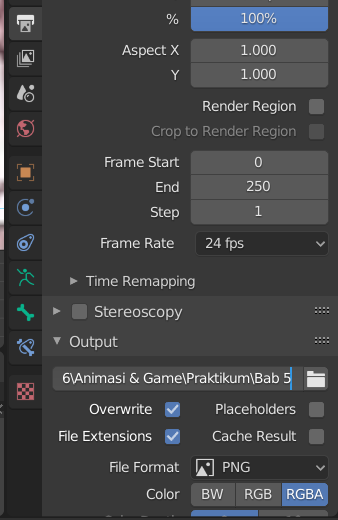 % 100%
Aspect X 1.000
Y 1.000
Render Region
Crop to Render Region
Frame Start 0
End 250
Step 1
Frame Rate 24 fps
Time Remapping
Stereoscopy
Output
6\Animasi & Game\Praktikum\Bab 5
Overwrite Placeholders
File Extensions Cache Result
File Format PNG
Color BW RGB RGBA